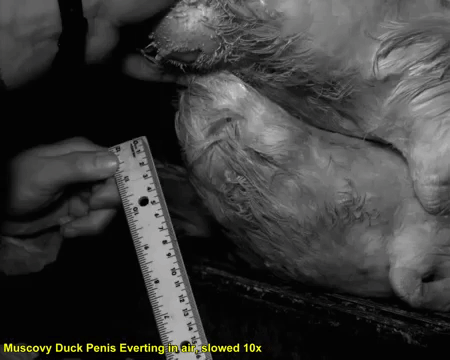 Muscovy Duck Penis Everting in air, slowed 10x